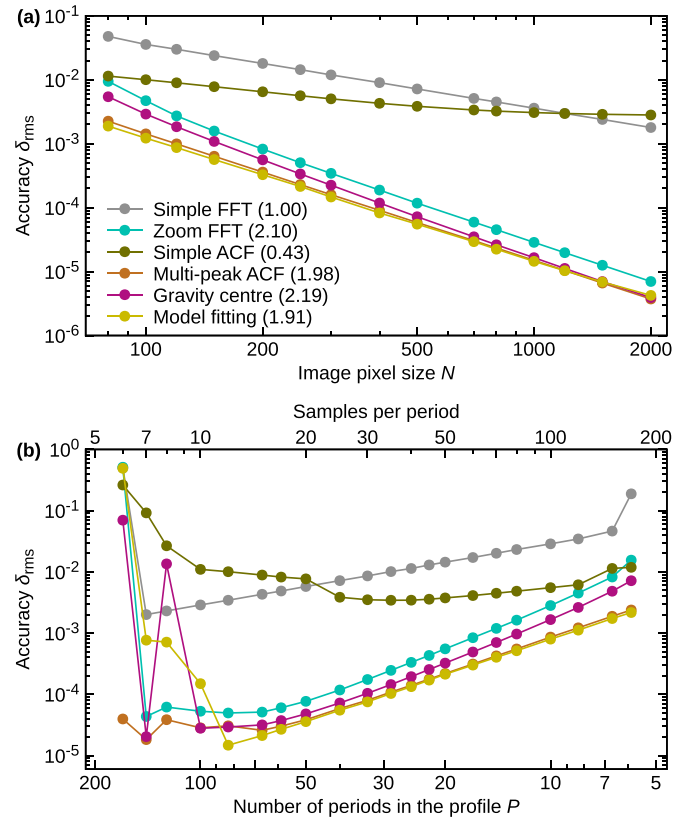 (a)
10^-1
10^-2
10^-3
10^-4
10^-5
10^-6
Accuracy δ_rms
Simple FFT (1.00)
Zoom FFT (2.10)
Simple ACF (0.43)
Multi-peak ACF (1.98)
Gravity centre (2.19)
Model fitting (1.91)
100 200 500 1000 2000
Image pixel size N
Samples per period
5 7 10 20 30 50 100 200
(b)
10^0
10^-1
10^-2
10^-3
10^-4
10^-5
Accuracy δ_rms
200 100 50 30 20 10 7 5
Number of periods in the profile P